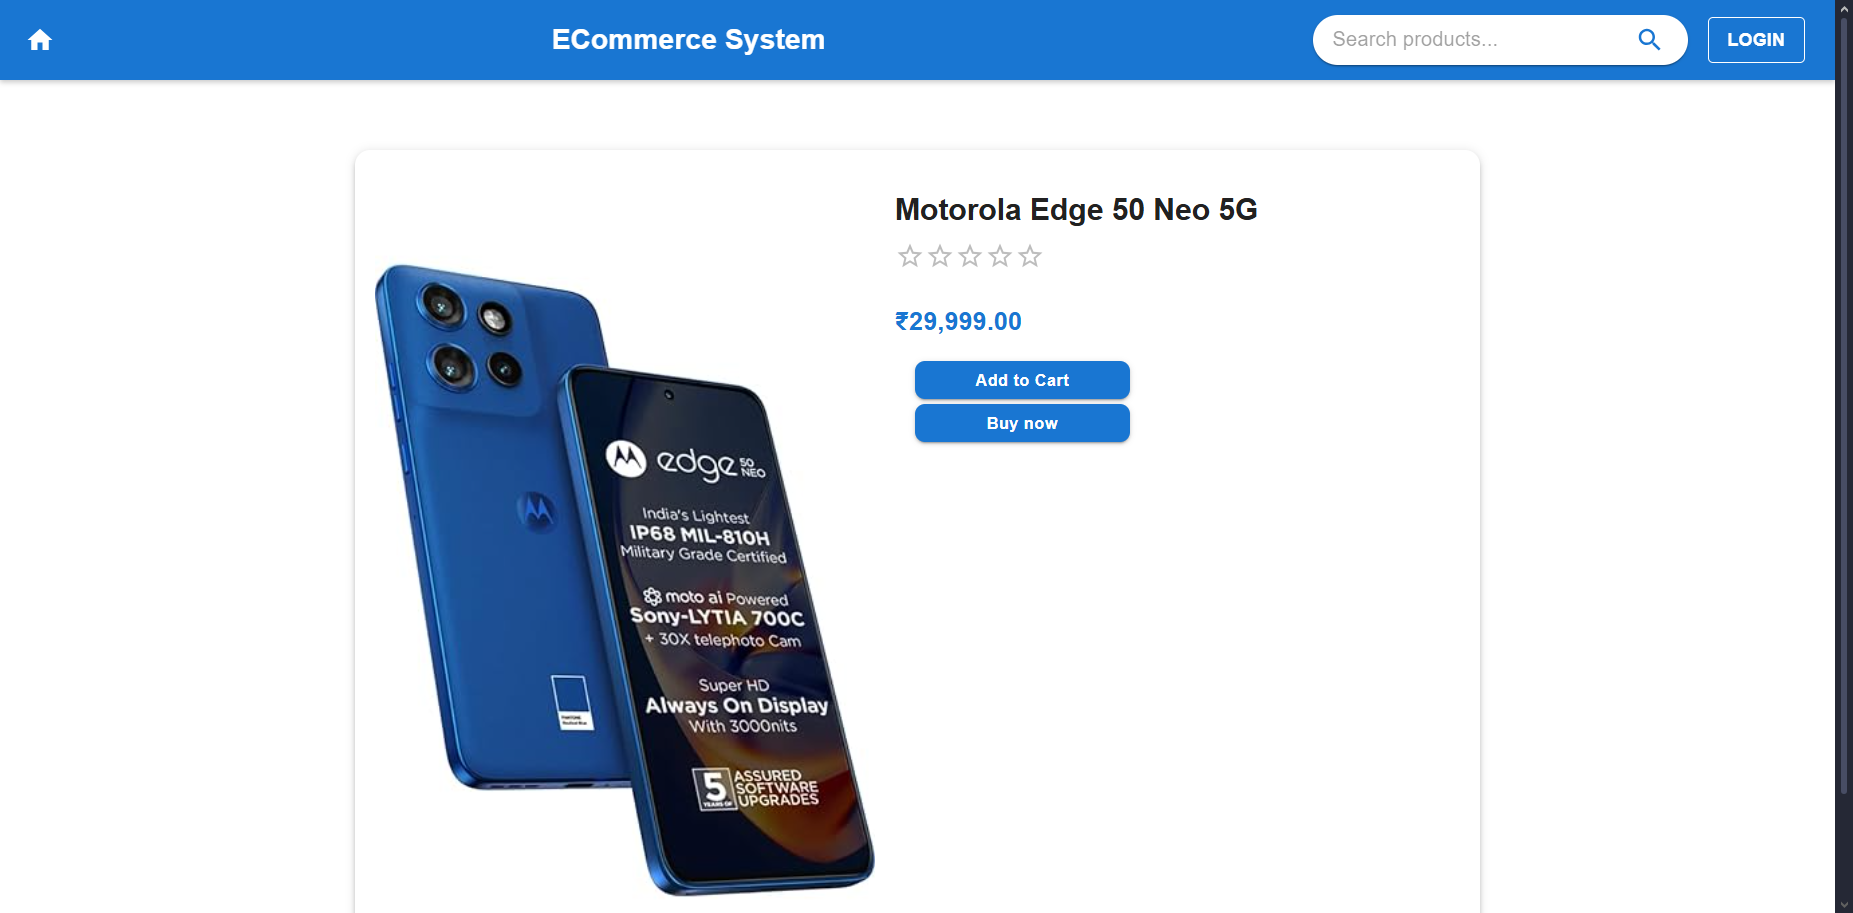 ECommerce System
Search products...
LOGIN
Motorola Edge 50 Neo 5G
₹29,999.00
Add to Cart
Buy now
edge 50 NEO
India's Lightest
IP68 MIL-810H
Military Grade Certified
moto ai Powered
Sony-LYTIA 700C
+ 30X telephoto Cam
Super HD
Always On Display
With 3000nits
5 YEARS OF
ASSURED
SOFTWARE
UPGRADES
PANTONE